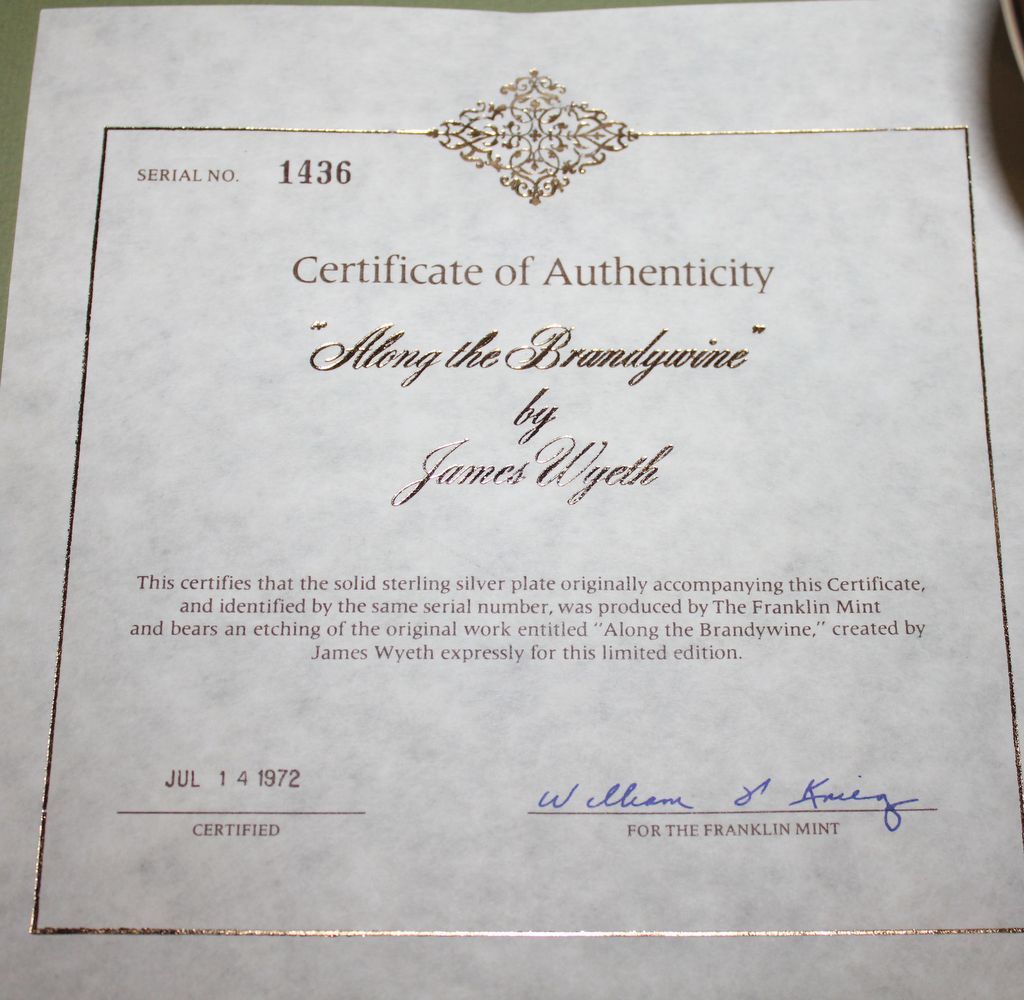 SERIAL NO. 1436
Certificate of Authenticity
"Along the Brandywine"
by
James Wyeth
This certifies that the solid sterling silver plate originally accompanying this Certificate,
and identified by the same serial number, was produced by The Franklin Mint
and bears an etching of the original work entitled "Along the Brandywine," created by
James Wyeth expressly for this limited edition.
JUL 14 1972
William Krieg
CERTIFIED
FOR THE FRANKLIN MINT